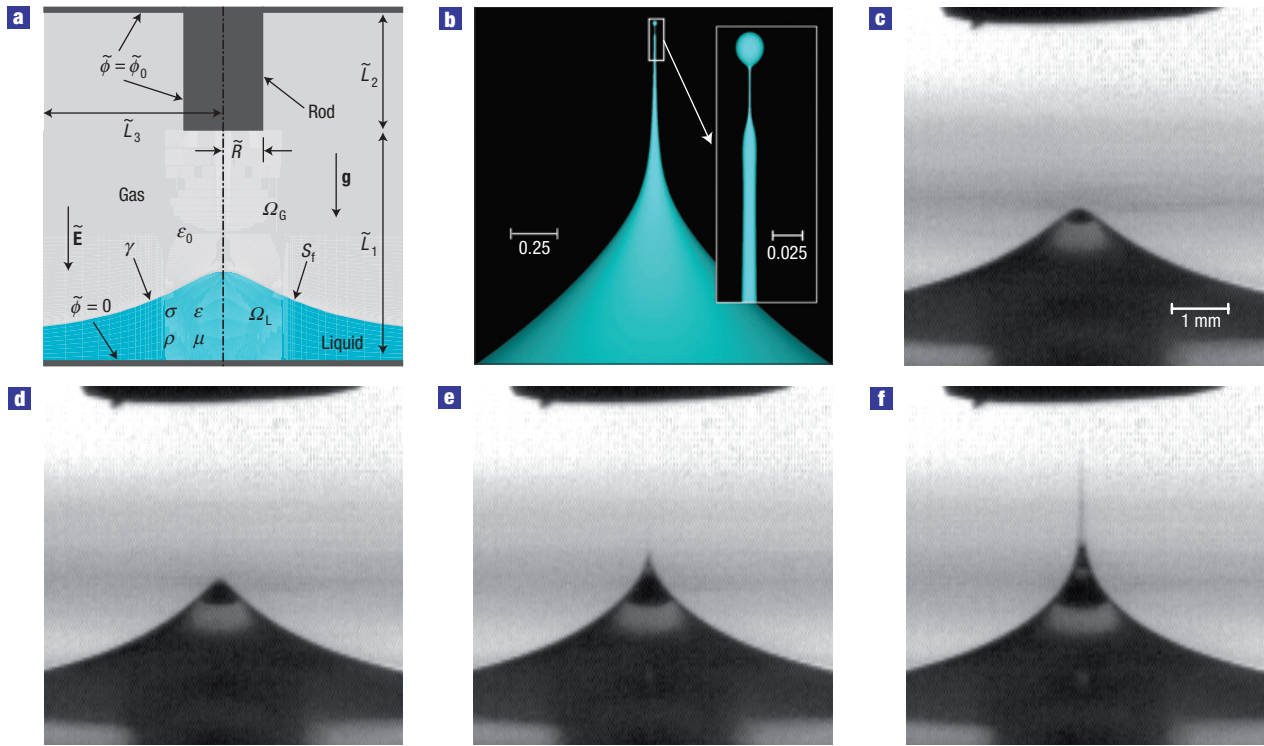 a
ϕ̃ = ϕ̃₀
L̃₂
Rod
L̃₃
R̃
Gas
g
Ω_G
Ẽ
ε₀
L̃₁
γ
S_f
ϕ̃ = 0
σ ε
Ω_L
ρ μ
Liquid
b
0.25
0.025
c
1 mm
d
e
f